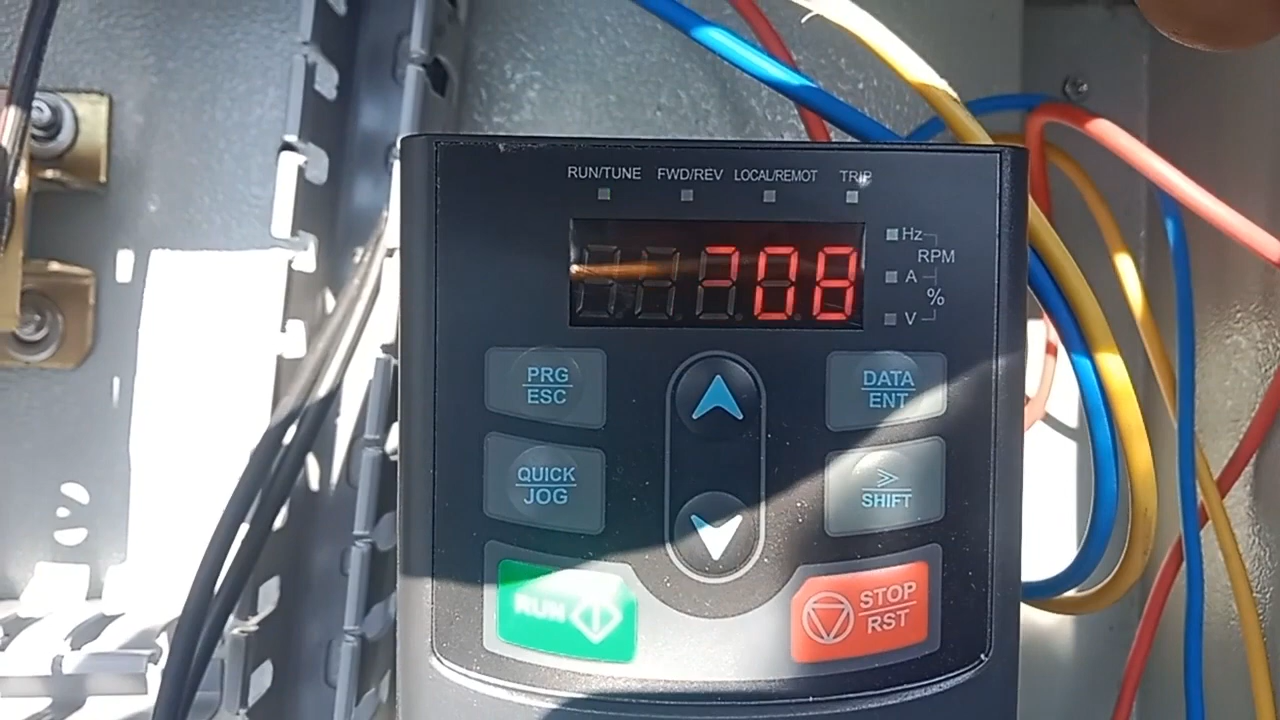 RUN/TUNE FWD/REV LOCAL/REMOT TRIP
-08
Hz
RPM
A
%
V
PRG
ESC
DATA
ENT
QUICK
JOG
>
SHIFT
RUN
STOP
RST